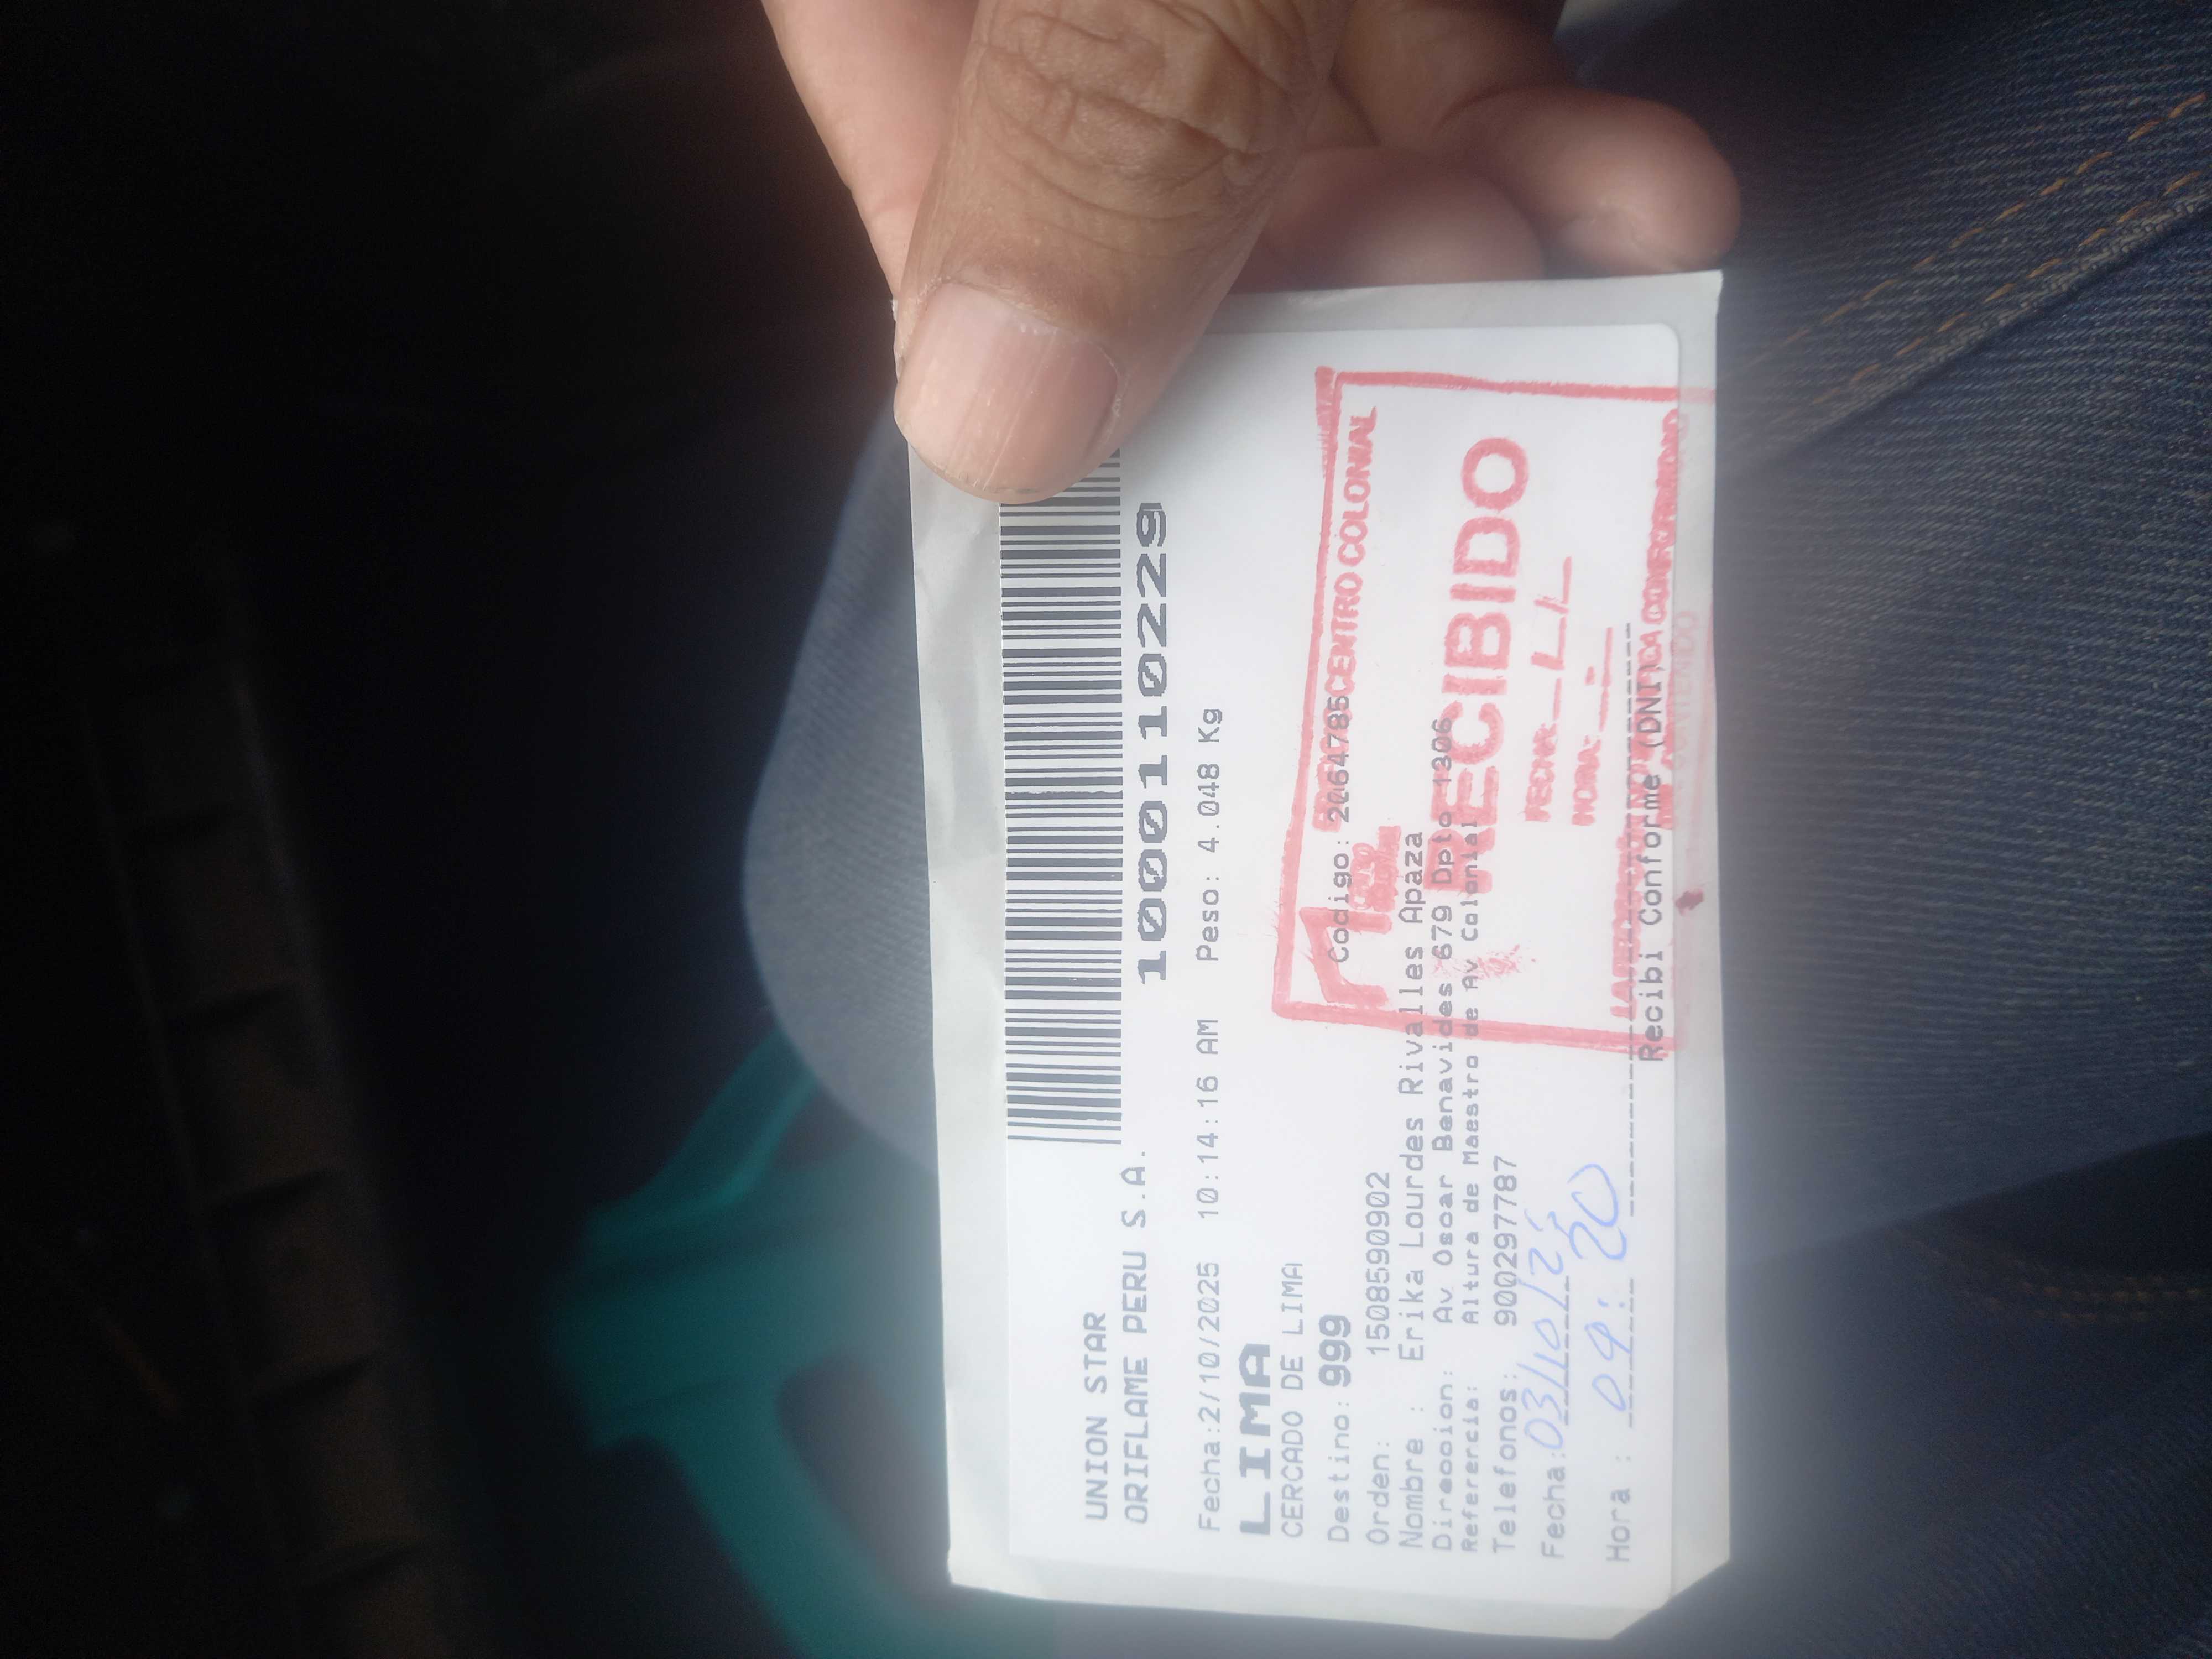 UNION STAR
ORIFLAME PERU S.A.
1000110229
Fecha:2/10/2025 10:14:16 AM Peso: 4.048 Kg
LIMA
CERCADO DE LIMA
Destino: 999 Codigo: 20647785
Orden: 1508590902
Nombre : Erika Lourdes Rivalles Apaza
Direccion: Av Oscar Benavides 679 Dpto 1306
Referencia: Altura de Maestro de Av Colonial
Telefonos: 900297787
Fecha: 03/10/25
Hora : 09:20
Recibi Conforme (DNI)
CENTRO COLONIAL
RECIBIDO
FECHA:
HORA: